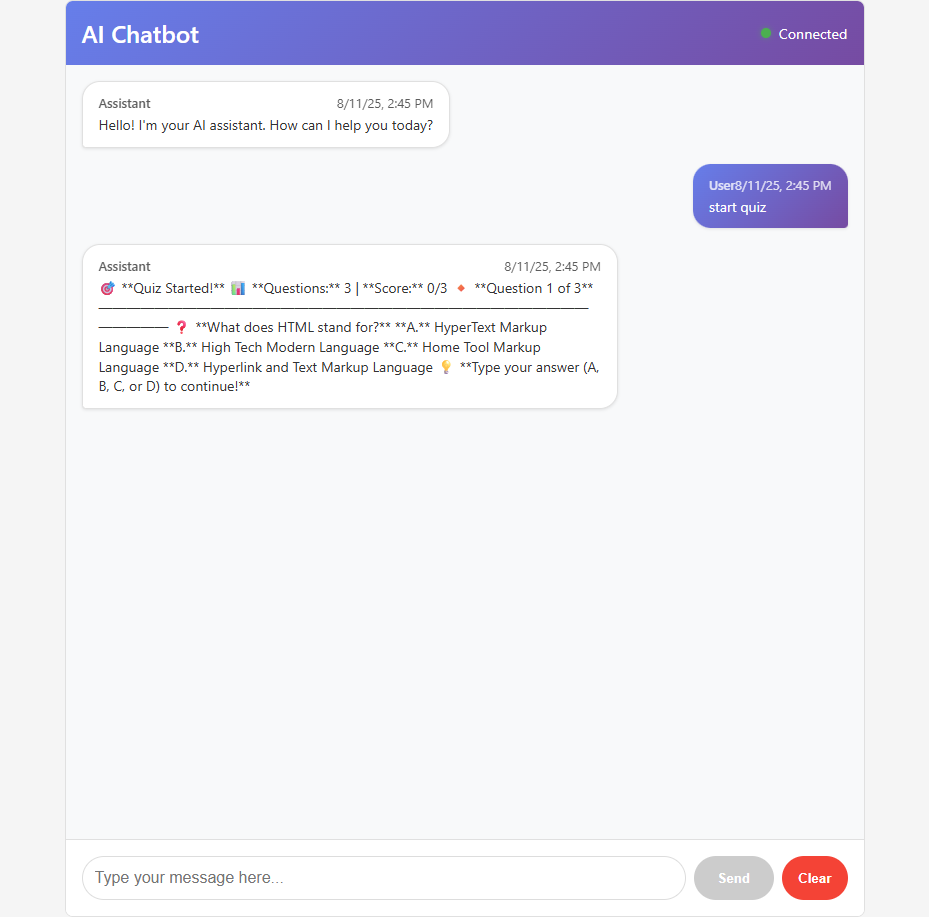 AI Chatbot
Connected
Assistant 8/11/25, 2:45 PM
Hello! I'm your AI assistant. How can I help you today?
User8/11/25, 2:45 PM
start quiz
Assistant 8/11/25, 2:45 PM
🎯 **Quiz Started!** 📊 **Questions:** 3 | **Score:** 0/3 🔸 **Question 1 of 3**
———————————————————————————————————
————— ❓ **What does HTML stand for?** **A.** HyperText Markup
Language **B.** High Tech Modern Language **C.** Home Tool Markup
Language **D.** Hyperlink and Text Markup Language 💡 **Type your answer (A,
B, C, or D) to continue!**
Type your message here...
Send
Clear